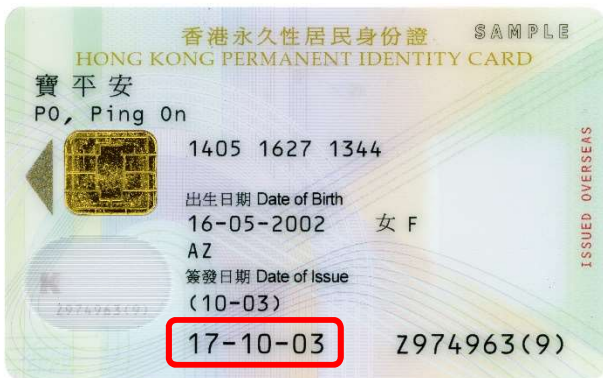 SAMPLE
香港永久性居民身份證
HONG KONG PERMANENT IDENTITY CARD
寶平安
PO, Ping On
1405 1627 1344
出生日期 Date of Birth
16-05-2002 女 F
AZ
簽發日期 Date of Issue
(10-03)
17-10-03 Z974963(9)
K
Z974963(9)
ISSUED OVERSEAS